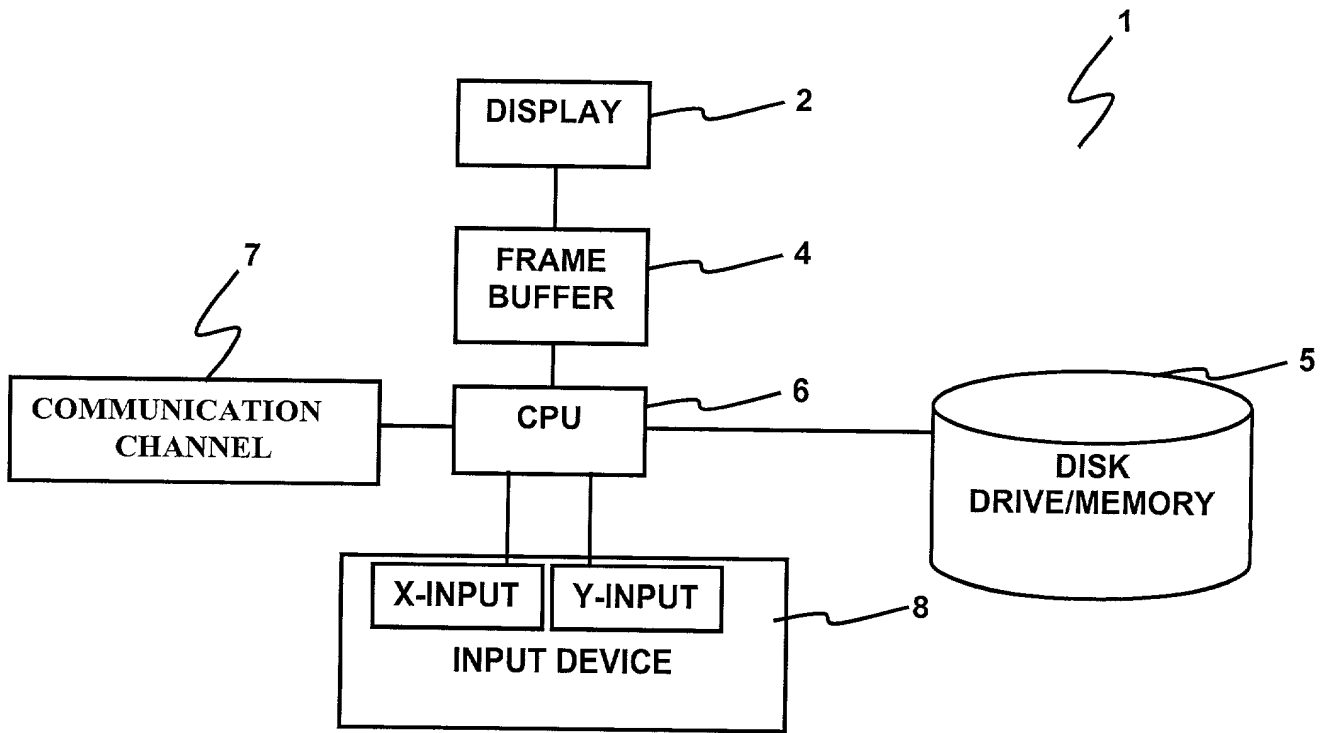 1
DISPLAY
2
FRAME
BUFFER
4
7
COMMUNICATION
CHANNEL
CPU
6
5
DISK
DRIVE/MEMORY
X-INPUT
Y-INPUT
INPUT DEVICE
8